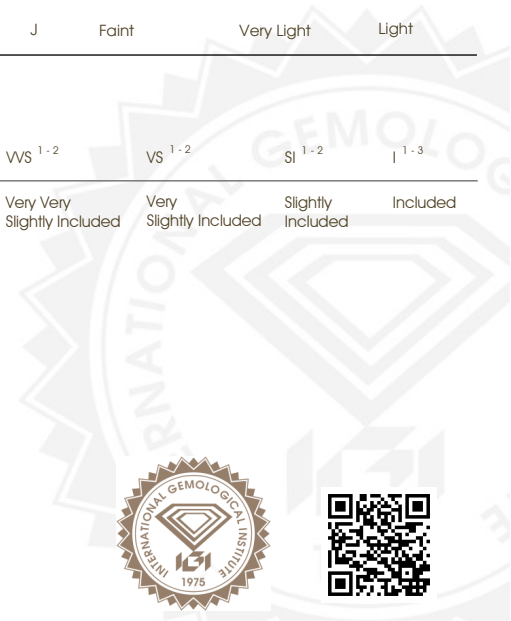 J Faint Very Light Light
VVS 1 - 2 VS 1 - 2 SI 1 - 2 I 1 - 3
Very Very Very Slightly Included
Slightly Included Slightly Included Included
INTERNATIONAL GEMOLOGICAL INSTITUTE
IGI
1975